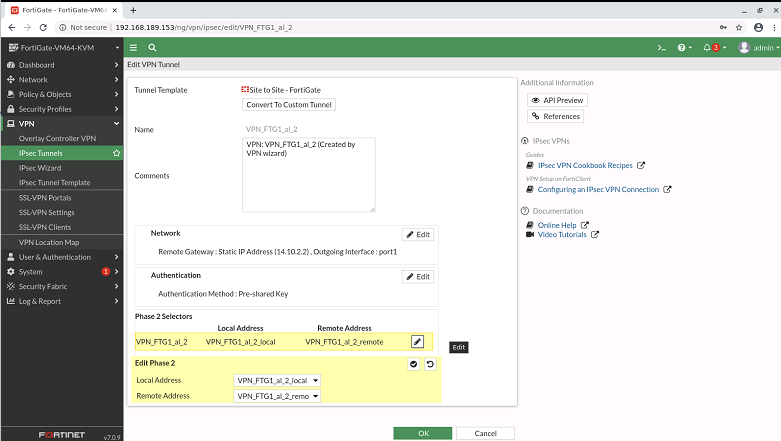 FortiGate - FortiGate-VM64
Not secure | 192.168.189.153/ng/vpn/ipsec/edit/VPN_FTG1_al_2
FortiGate-VM64-KVM
3
admin
Dashboard
Network
Policy & Objects
Security Profiles
VPN
Overlay Controller VPN
IPsec Tunnels
IPsec Wizard
IPsec Tunnel Template
SSL-VPN Portals
SSL-VPN Settings
SSL-VPN Clients
VPN Location Map
User & Authentication
System
1
Security Fabric
Log & Report
FORTINET
v7.0.9
Edit VPN Tunnel
Tunnel Template
Site to Site - FortiGate
Convert To Custom Tunnel
Name
VPN_FTG1_al_2
Comments
VPN: VPN_FTG1_al_2 (Created by
VPN wizard)
Network
Edit
Remote Gateway : Static IP Address (14.10.2.2) , Outgoing Interface : port1
Authentication
Edit
Authentication Method : Pre-shared Key
Phase 2 Selectors
Local Address Remote Address
VPN_FTG1_al_2 VPN_FTG1_al_2_local VPN_FTG1_al_2_remote
Edit
Edit Phase 2
Local Address VPN_FTG1_al_2_local
Remote Address VPN_FTG1_al_2_remo
OK
Cancel
Additional Information
API Preview
References
IPsec VPNs
Guides
IPsec VPN Cookbook Recipes
VPN Setup on FortiClient
Configuring an IPsec VPN Connection
Documentation
Online Help
Video Tutorials